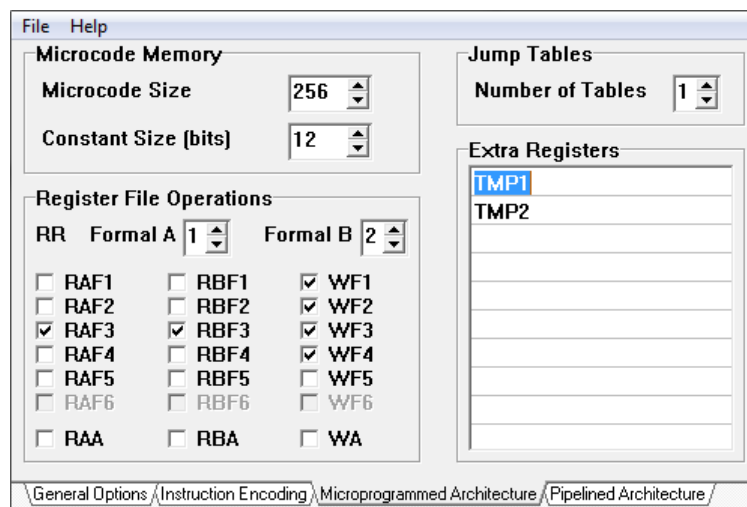 File Help
Microcode Memory
Microcode Size 256
Constant Size (bits) 12
Jump Tables
Number of Tables 1
Register File Operations
RR Formal A 1 Formal B 2
RAF1 RBF1 WF1
RAF2 RBF2 WF2
RAF3 RBF3 WF3
RAF4 RBF4 WF4
RAF5 RBF5 WF5
RAF6 RBF6 WF6
RAA RBA WA
Extra Registers
TMP1
TMP2
General Options Instruction Encoding Microprogrammed Architecture Pipelined Architecture